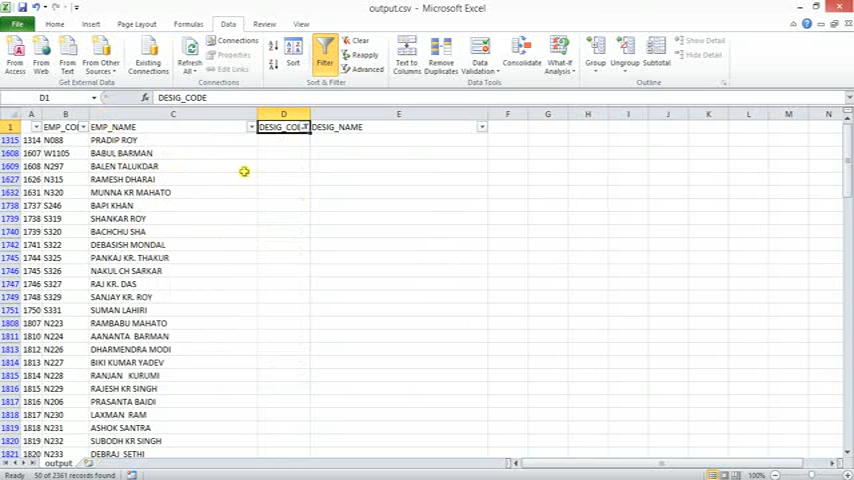 output.csv - Microsoft Excel
File Home Insert Page Layout Formulas Data Review View
From Access
From Web
From Text
From Other Sources
Existing Connections
Get External Data
Refresh All
Connections
Properties
Edit Links
Connections
Sort
Filter
Clear
Reapply
Advanced
Sort & Filter
Text to Columns
Remove Duplicates
Data Validation
Consolidate
What-If Analysis
Data Tools
Group
Ungroup
Subtotal
Show Detail
Hide Detail
Outline
D1 fx DESIG_CODE
A B C D E F G H I J K L M N
1 EMP_COD EMP_NAME DESIG_COD DESIG_NAME
1315 1314 N088 PRADIP ROY
1608 1607 W1105 BABUL BARMAN
1609 1608 N297 BALEN TALUKDAR
1627 1626 N315 RAMESH DHARAI
1632 1631 N320 MUNNA KR MAHATO
1738 1737 S246 BAPI KHAN
1739 1738 S319 SHANKAR ROY
1740 1739 S320 BACHCHU SHA
1742 1741 S322 DEBASISH MONDAL
1745 1744 S325 PANKAJ KR. THAKUR
1746 1745 S326 NAKUL CH SARKAR
1747 1746 S327 RAJ KR. DAS
1749 1748 S329 SANJAY KR. ROY
1751 1750 S331 SUMAN LAHIRI
1808 1807 N223 RAMBABU MAHATO
1811 1810 N224 AANANTA BARMAN
1813 1812 N226 DHARMENDRA MODI
1814 1813 N227 BIKI KUMAR YADEV
1815 1814 N228 RANJAN KURUMI
1816 1815 N229 RAJESH KR SINGH
1817 1816 N206 PRASANTA BAIDI
1818 1817 N230 LAXMAN RAM
1819 1818 N231 ASHOK SANTRA
1820 1819 N232 SUBODH KR SINGH
1821 1820 N233 DEBRAJ SETHI
output
Ready 50 of 2361 records found 100%